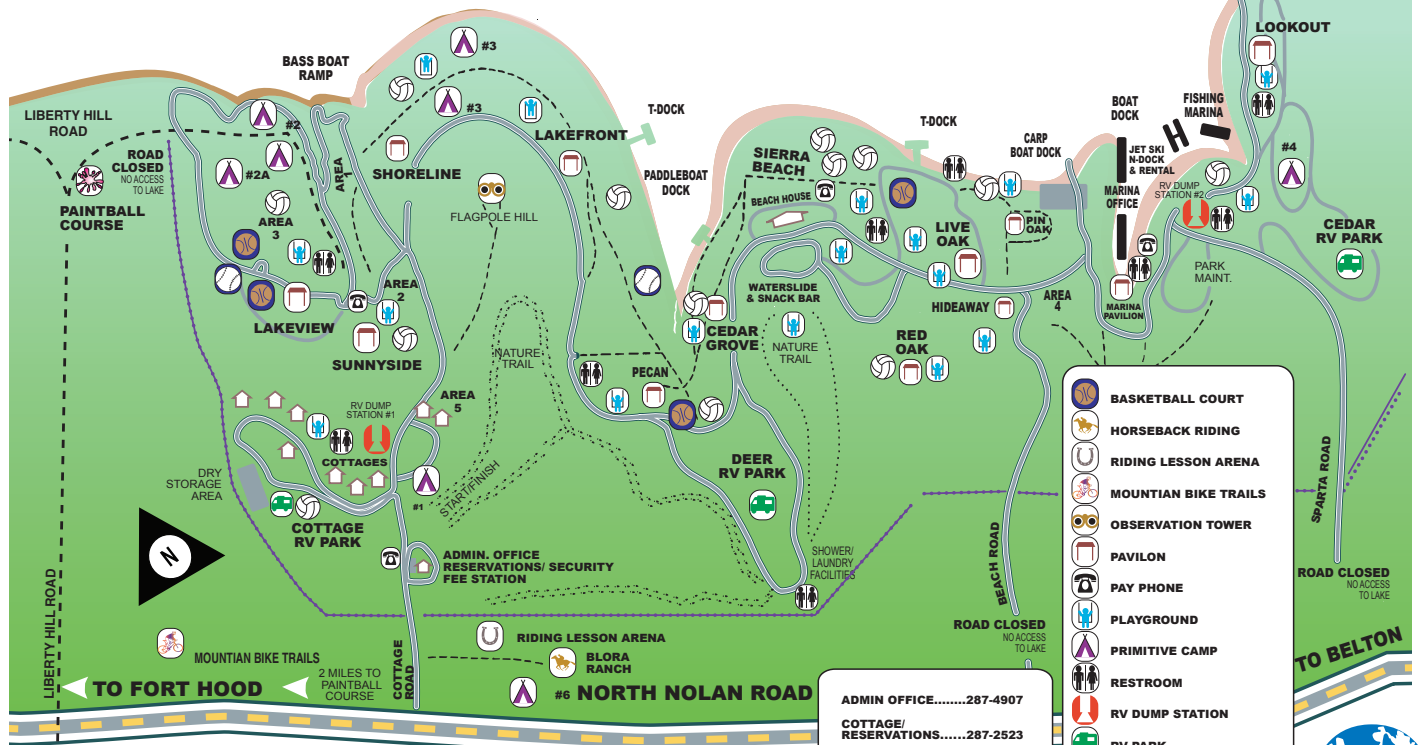 LOOKOUT
#3
BASS BOAT
RAMP
#3
T-DOCK
BOAT
DOCK
FISHING
MARINA
LIBERTY HILL
ROAD
#2
LAKEFRONT
T-DOCK
CARP
BOAT DOCK
JET SKI
N-DOCK
& RENTAL
#4
ROAD
CLOSED
NO ACCESS
TO LAKE
#2A
AREA
1
SHORELINE
PADDLEBOAT
DOCK
SIERRA
BEACH
BEACH HOUSE
MARINA
OFFICE
RV DUMP
STATION #2
PAINTBALL
COURSE
AREA
3
FLAGPOLE HILL
LIVE
OAK
PIN
OAK
CEDAR
RV PARK
PARK
MAINT.
AREA
2
WATERSLIDE
& SNACK BAR
HIDEAWAY
AREA
4
MARINA
PAVILION
LAKEVIEW
CEDAR
GROVE
NATURE
TRAIL
RED
OAK
SUNNYSIDE
NATURE
TRAIL
PECAN
RV DUMP
STATION #1
AREA
5
COTTAGES
DRY
STORAGE
AREA
START/FINISH
DEER
RV PARK
#1
COTTAGE
RV PARK
N
ADMIN. OFFICE
RESERVATIONS/ SECURITY
FEE STATION
SHOWER/
LAUNDRY
FACILITIES
BEACH ROAD
SPARTA ROAD
ROAD CLOSED
NO ACCESS
TO LAKE
ROAD CLOSED
NO ACCESS
TO LAKE
LIBERTY HILL ROAD
MOUNTIAN BIKE TRAILS
RIDING LESSON ARENA
BLORA
RANCH
COTTAGE
ROAD
TO FORT HOOD
2 MILES TO
PAINTBALL
COURSE
#6 NORTH NOLAN ROAD
TO BELTON
BASKETBALL COURT
HORSEBACK RIDING
RIDING LESSON ARENA
MOUNTIAN BIKE TRAILS
OBSERVATION TOWER
PAVILON
PAY PHONE
PLAYGROUND
PRIMITIVE CAMP
RESTROOM
RV DUMP STATION
RV PARK
ADMIN OFFICE........287-4907
COTTAGE/
RESERVATIONS......287-2523